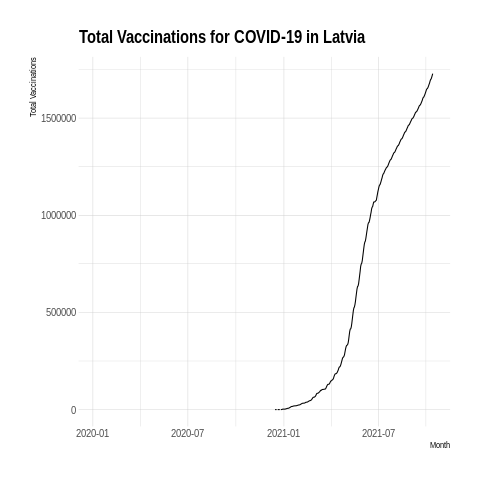 Total Vaccinations for COVID-19 in Latvia
Total Vaccinations
1500000
1000000
500000
0
2020-01 2020-07 2021-01 2021-07
Month